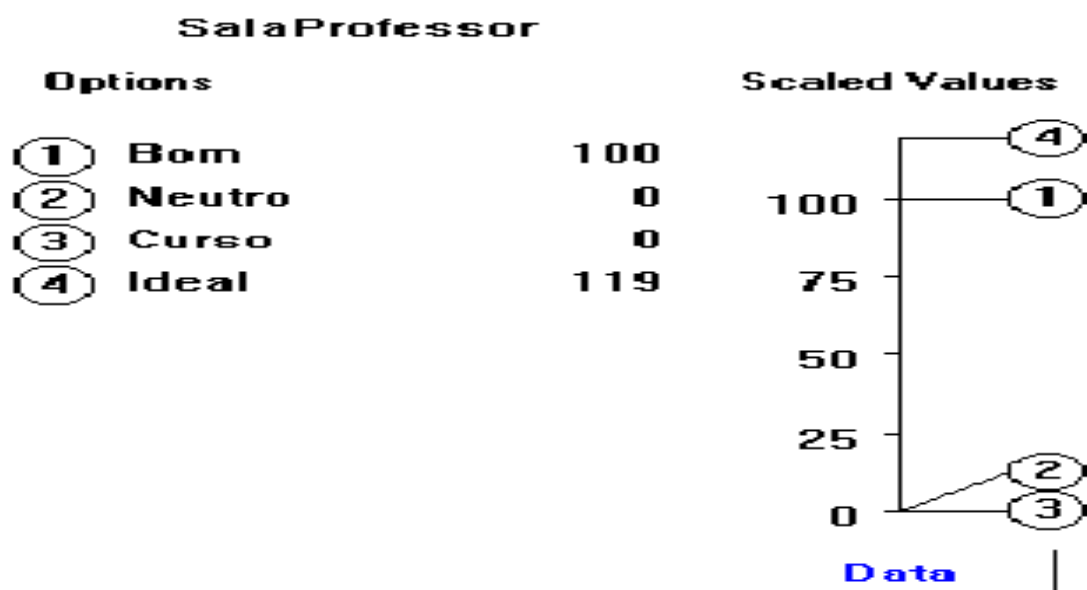 SalaProfessor
Options Scaled Values
1 Bom 100
2 Neutro 0
3 Curso 0
4 Ideal 119
4
100 1
75
50
25
2
0 3
Data